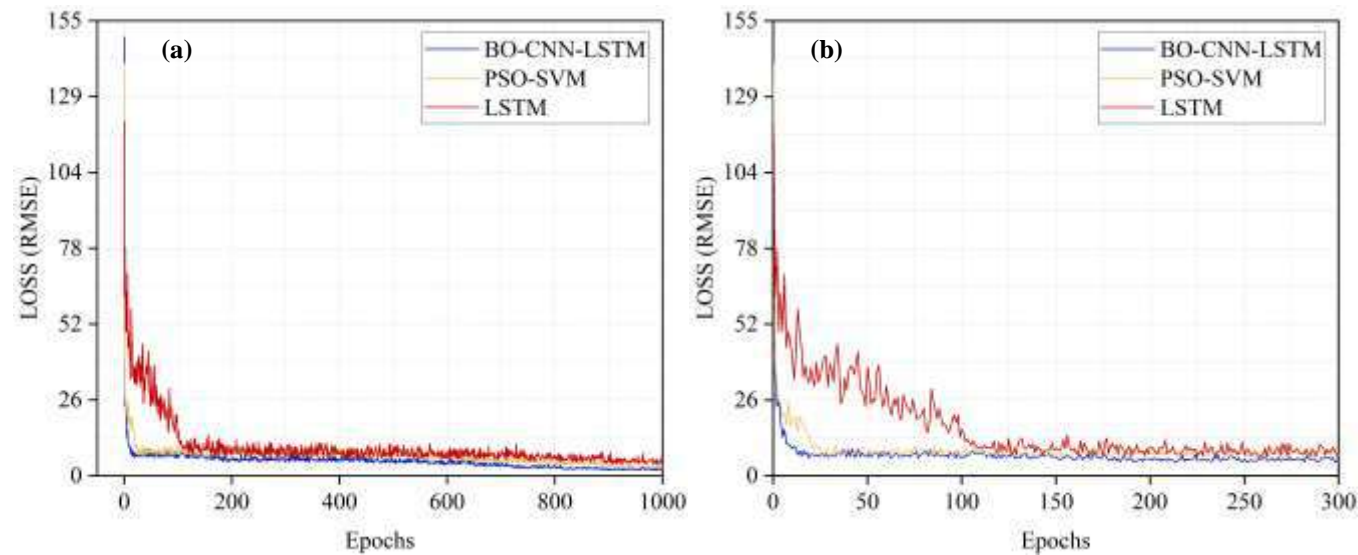 (a)
BO-CNN-LSTM
PSO-SVM
LSTM
155
129
104
78
52
26
0
LOSS (RMSE)
0 200 400 600 800 1000
Epochs
(b)
BO-CNN-LSTM
PSO-SVM
LSTM
155
129
104
78
52
26
0
LOSS (RMSE)
0 50 100 150 200 250 300
Epochs